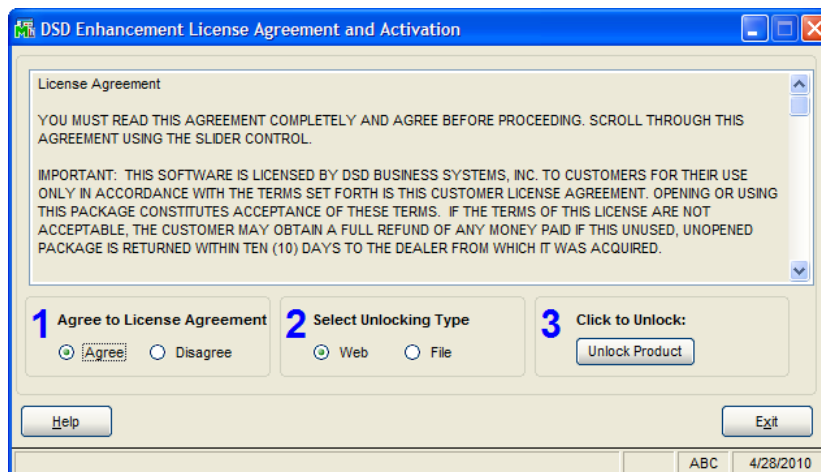 DSD Enhancement License Agreement and Activation
License Agreement
YOU MUST READ THIS AGREEMENT COMPLETELY AND AGREE BEFORE PROCEEDING. SCROLL THROUGH THIS
AGREEMENT USING THE SLIDER CONTROL.
IMPORTANT:  THIS SOFTWARE IS LICENSED BY DSD BUSINESS SYSTEMS, INC. TO CUSTOMERS FOR THEIR USE
ONLY IN ACCORDANCE WITH THE TERMS SET FORTH IS THIS CUSTOMER LICENSE AGREEMENT. OPENING OR USING
THIS PACKAGE CONSTITUTES ACCEPTANCE OF THESE TERMS.  IF THE TERMS OF THIS LICENSE ARE NOT
ACCEPTABLE, THE CUSTOMER MAY OBTAIN A FULL REFUND OF ANY MONEY PAID IF THIS UNUSED, UNOPENED
PACKAGE IS RETURNED WITHIN TEN (10) DAYS TO THE DEALER FROM WHICH IT WAS ACQUIRED.
1 Agree to License Agreement
Agree Disagree
2 Select Unlocking Type
Web File
3 Click to Unlock:
Unlock Product
Help Exit
ABC 4/28/2010